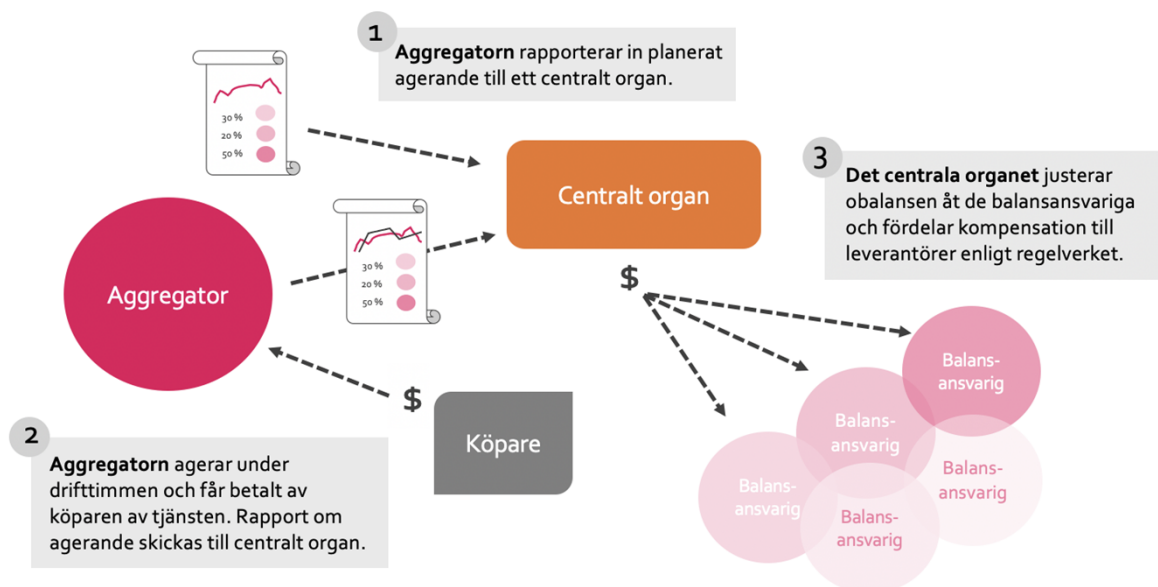 1
Aggregatorn rapporterar in planerat
agerande till ett centralt organ.
30 %
20 %
50 %
Centralt organ
3
Det centrala organet justerar
obalansen åt de balansansvariga
och fördelar kompensation till
leverantörer enligt regelverket.
Aggregator
30 %
20 %
50 %
$
$
Köpare
2
Aggregatorn agerar under
drifttimmen och får betalt av
köparen av tjänsten. Rapport om
agerande skickas till centralt organ.
Balans-
ansvarig
Balans-
ansvarig
Balans-
ansvarig
Balans-
ansvarig
Balans-
ansvarig